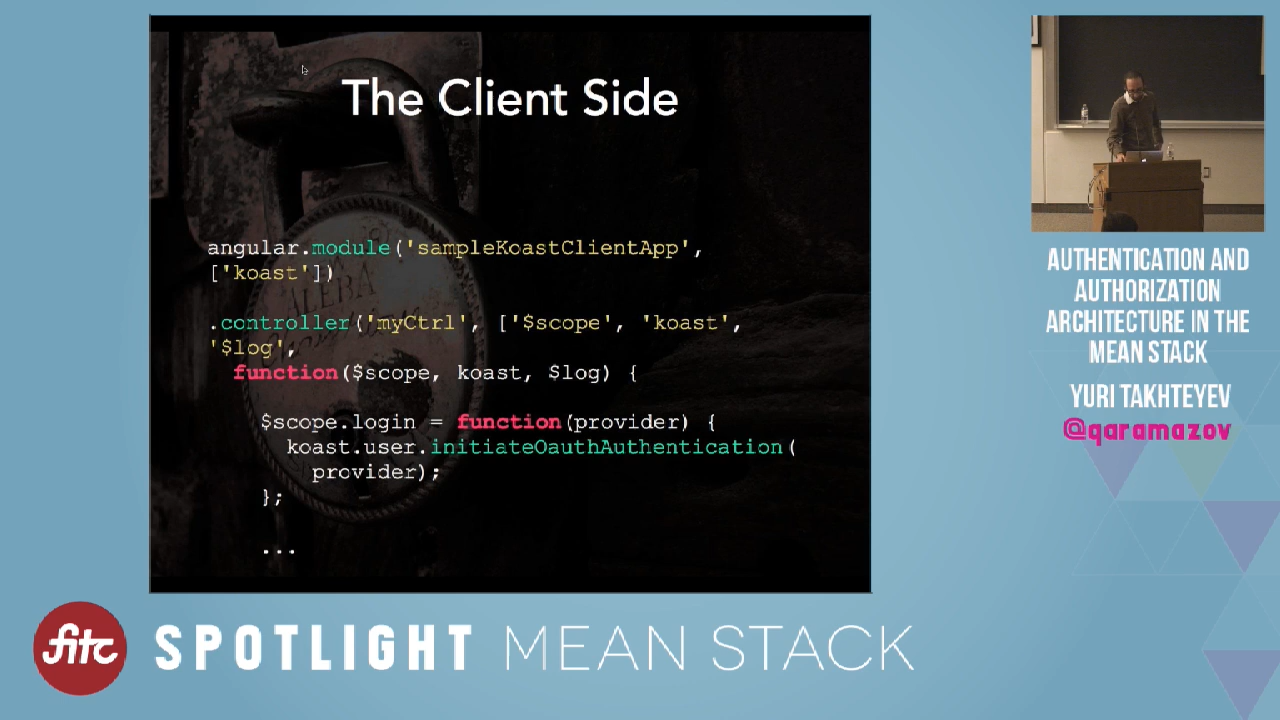 The Client Side
angular.module('sampleKoastClientApp',
['koast'])
.controller('myCtrl', ['$scope', 'koast',
'$log',
function($scope, koast, $log) {
$scope.login = function(provider) {
koast.user.initiateOauthAuthentication(
provider);
};
...
AUTHENTICATION AND
AUTHORIZATION
ARCHITECTURE IN THE
MEAN STACK
YURI TAKHTEYEV
@qaramazov
fitc
SPOTLIGHT MEAN STACK